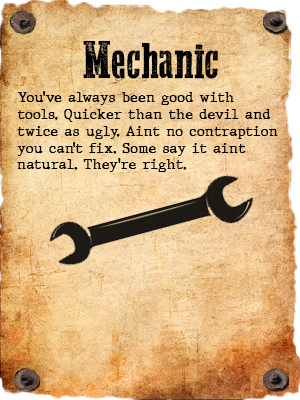 Mechanic
You've always been good with
tools. Quicker than the devil and
twice as ugly. Aint no contraption
you can't fix. Some say it aint
natural. They're right.